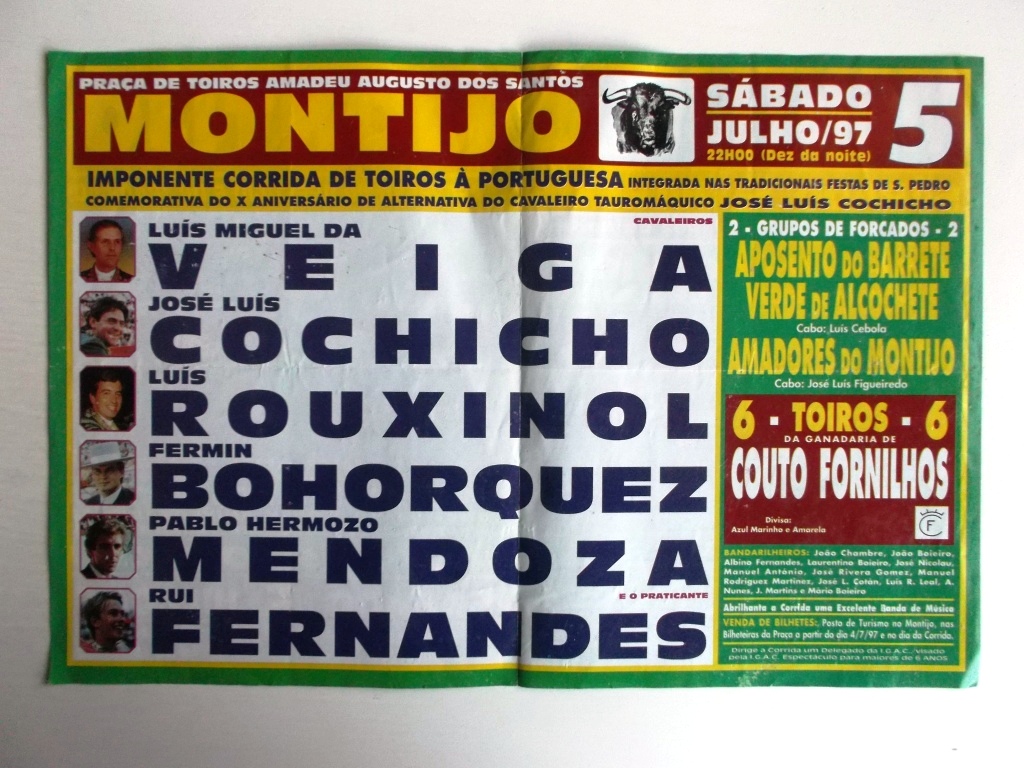 PRAÇA DE TOIROS AMADEU AUGUSTO DOS SANTOS
MONTIJO
SÁBADO
JULHO/97
22H00 (Dez da noite)
5
IMPONENTE CORRIDA DE TOIROS À PORTUGUESA INTEGRADA NAS TRADICIONAIS FESTAS DE S. PEDRO
COMEMORATIVA DO X ANIVERSÁRIO DE ALTERNATIVA DO CAVALEIRO TAUROMÁQUICO JOSÉ LUÍS COCHICHO
CAVALEIROS
LUÍS MIGUEL DA
VEIGA
JOSÉ LUÍS
COCHICHO
LUÍS
ROUXINOL
FERMIN
BOHORQUEZ
PABLO HERMOZO
MENDOZA
E O PRATICANTE
RUI
FERNANDES
2 - GRUPOS DE FORCADOS - 2
APOSENTO DO BARRETE
VERDE DE ALCOCHETE
Cabo: Luís Cebola
AMADORES DO MONTIJO
Cabo: José Luís Figueiredo
6 - TOIROS - 6
DA GANADARIA DE
COUTO FORNILHOS
Divisa:
Azul Marinho e Amarela
CF
BANDARILHEIROS: João Chambre, João Boieiro,
Albino Fernandes, Laurentino Boieiro, José Nicolau,
Manuel António, José Rivera Gomez, Manuel
Rodriguez Martinez, José L. Cotán, Luís R. Leal, A.
Nunes, J. Martins e Mário Boieiro
Abrilhanta a Corrida uma Excelente Banda de Música
VENDA DE BILHETES: Posto de Turismo no Montijo, nas
Bilheteiras da Praça a partir do dia 4/7/97 e no dia da Corrida.
Dirige a Corrida um Delegado da I.G.A.C./visado
pela I.G.A.C. Espectáculo para maiores de 6 ANOS